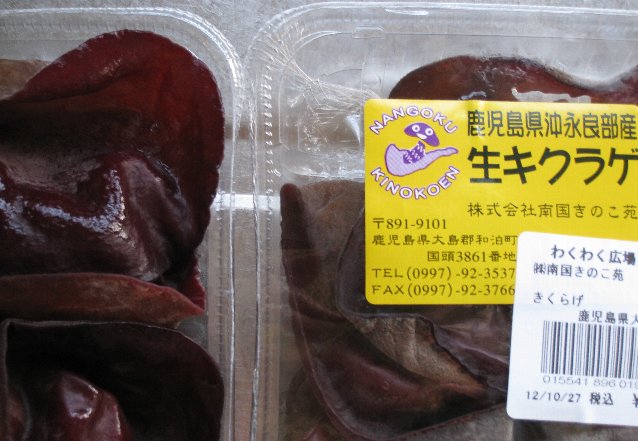 NANGOKU
KINOKOEN
鹿児島県沖永良部産
生キクラゲ
株式会社南国きのこ苑
〒891-9101
鹿児島県大島郡和泊町
国頭3861番地
TEL(0997)-92-3537
FAX(0997)-92-3766
わくわく広場
㈱南国きのこ苑
きくらげ
鹿児島県大
015541 896 019
12/10/27 税込 ¥